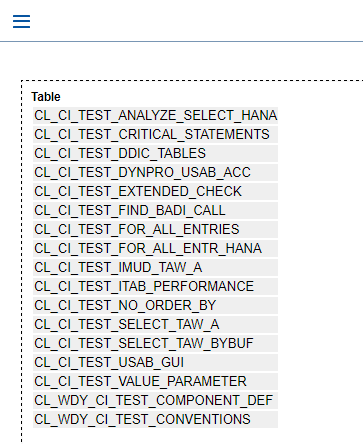 Table
CL_CI_TEST_ANALYZE_SELECT_HANA
CL_CI_TEST_CRITICAL_STATEMENTS
CL_CI_TEST_DDIC_TABLES
CL_CI_TEST_DYNPRO_USAB_ACC
CL_CI_TEST_EXTENDED_CHECK
CL_CI_TEST_FIND_BADI_CALL
CL_CI_TEST_FOR_ALL_ENTRIES
CL_CI_TEST_FOR_ALL_ENTR_HANA
CL_CI_TEST_IMUD_TAW_A
CL_CI_TEST_ITAB_PERFORMANCE
CL_CI_TEST_NO_ORDER_BY
CL_CI_TEST_SELECT_TAW_A
CL_CI_TEST_SELECT_TAW_BYBUF
CL_CI_TEST_USAB_GUI
CL_CI_TEST_VALUE_PARAMETER
CL_WDY_CI_TEST_COMPONENT_DEF
CL_WDY_CI_TEST_CONVENTIONS